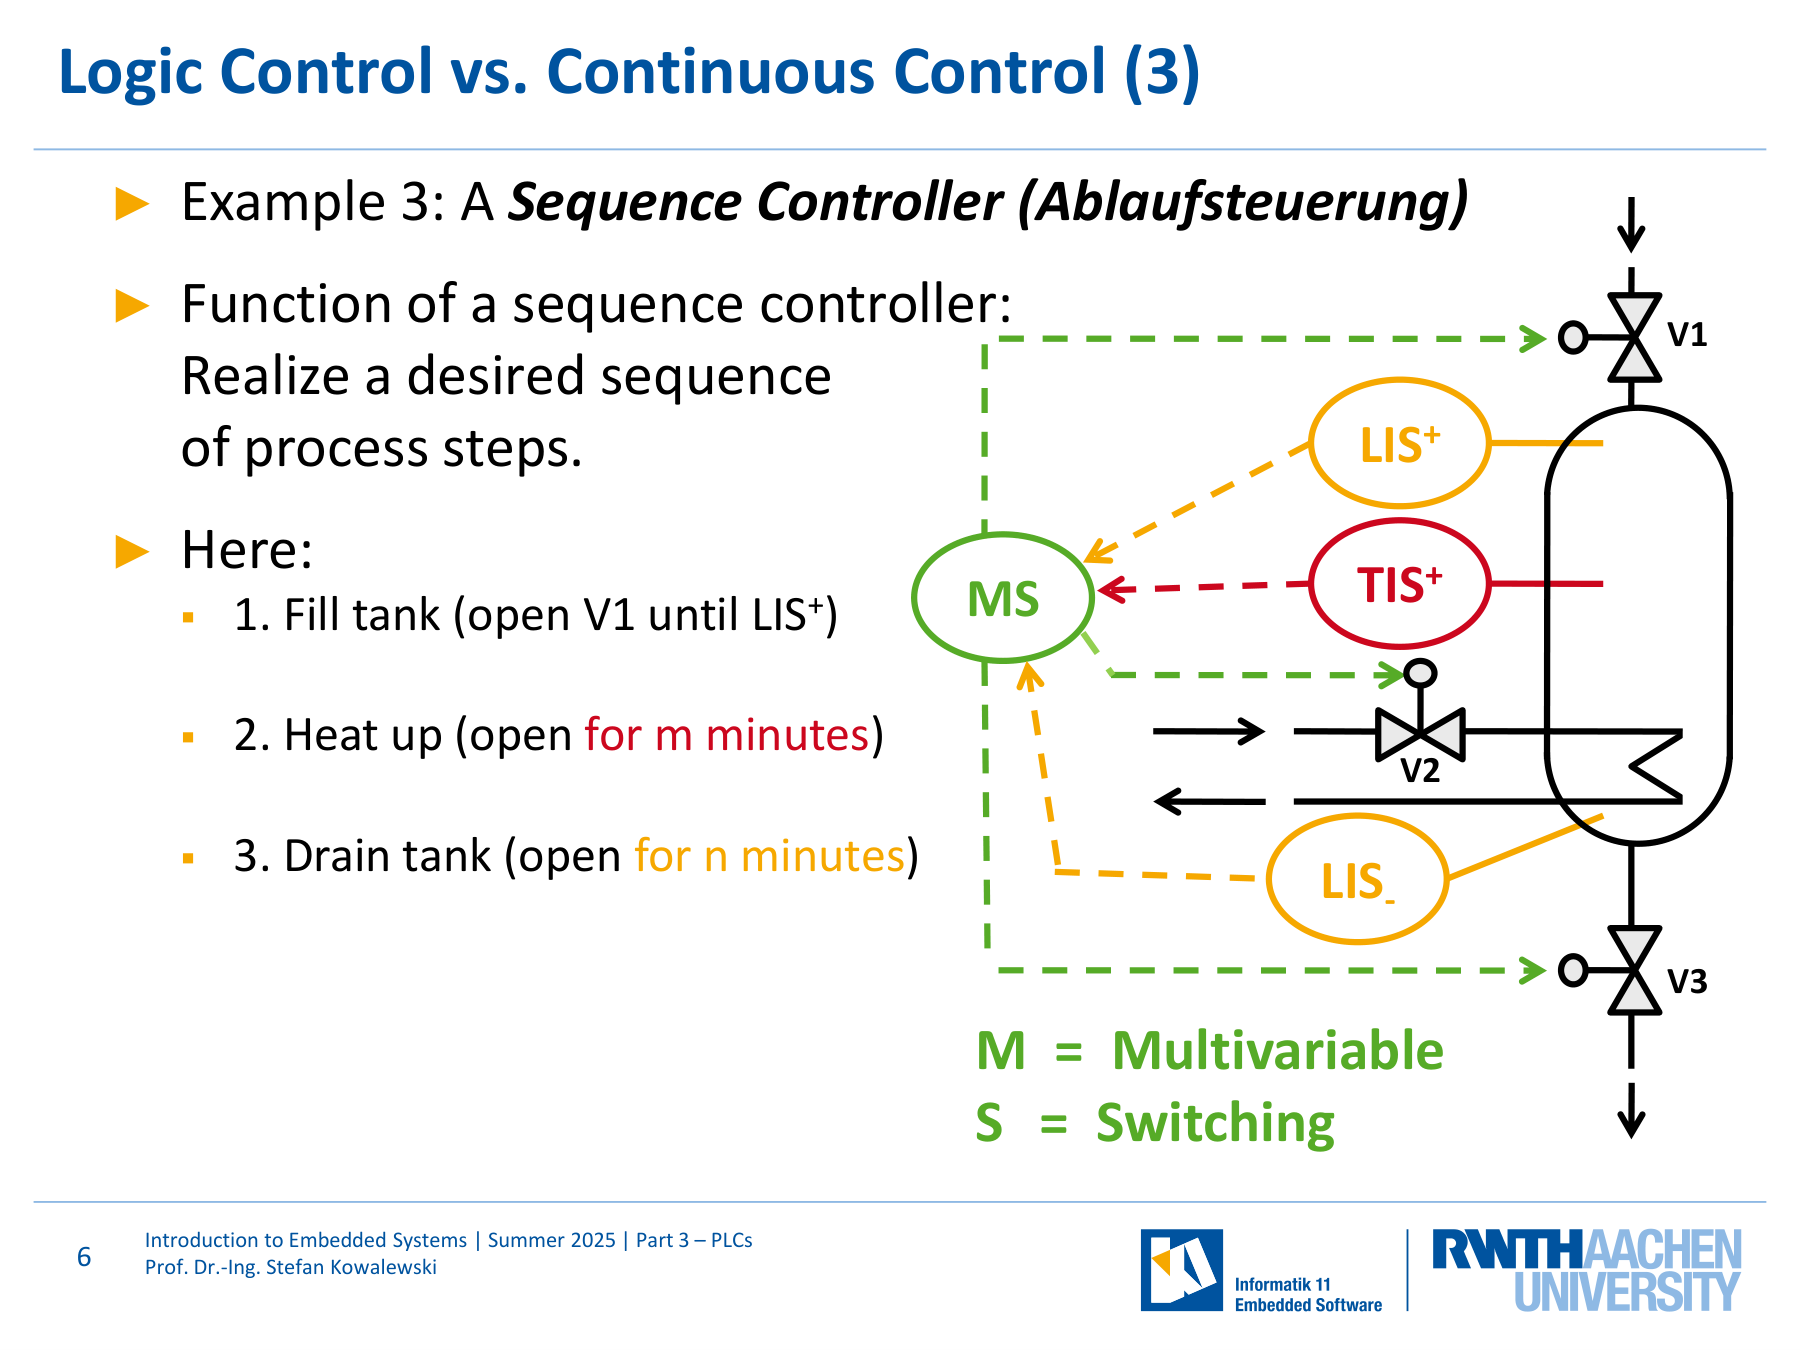 Logic Control vs. Continuous Control (3)
► Example 3: A Sequence Controller (Ablaufsteuerung)
► Function of a sequence controller:
Realize a desired sequence
of process steps.
► Here:
▪ 1. Fill tank (open V1 until LIS⁺)
▪ 2. Heat up (open for m minutes)
▪ 3. Drain tank (open for n minutes)
V1
LIS⁺
TIS⁺
MS
V2
LIS₋
V3
M = Multivariable
S = Switching
6
Introduction to Embedded Systems | Summer 2025 | Part 3 – PLCs
Prof. Dr.-Ing. Stefan Kowalewski
Informatik 11
Embedded Software
RWTHAACHEN
UNIVERSITY